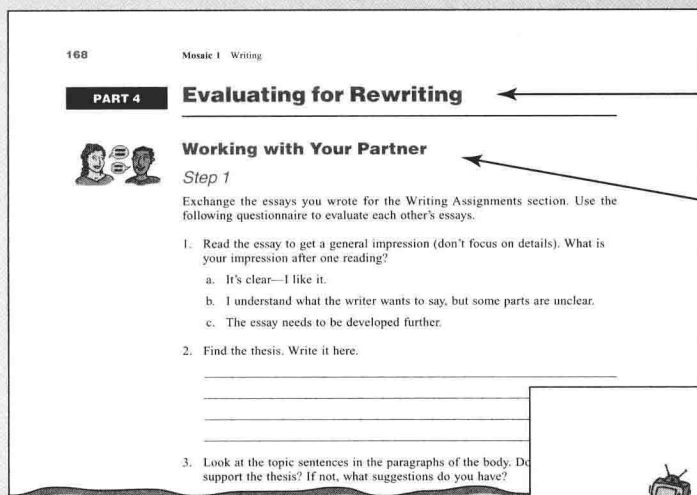 168 Mosaic 1 Writing
PART 4 Evaluating for Rewriting
Working with Your Partner
Step 1
Exchange the essays you wrote for the Writing Assignments section. Use the
following questionnaire to evaluate each other's essays.
1. Read the essay to get a general impression (don't focus on details). What is
your impression after one reading?
a. It's clear—I like it.
b. I understand what the writer wants to say, but some parts are unclear.
c. The essay needs to be developed further.
2. Find the thesis. Write it here.
3. Look at the topic sentences in the paragraphs of the body. Do
support the thesis? If not, what suggestions do you have?